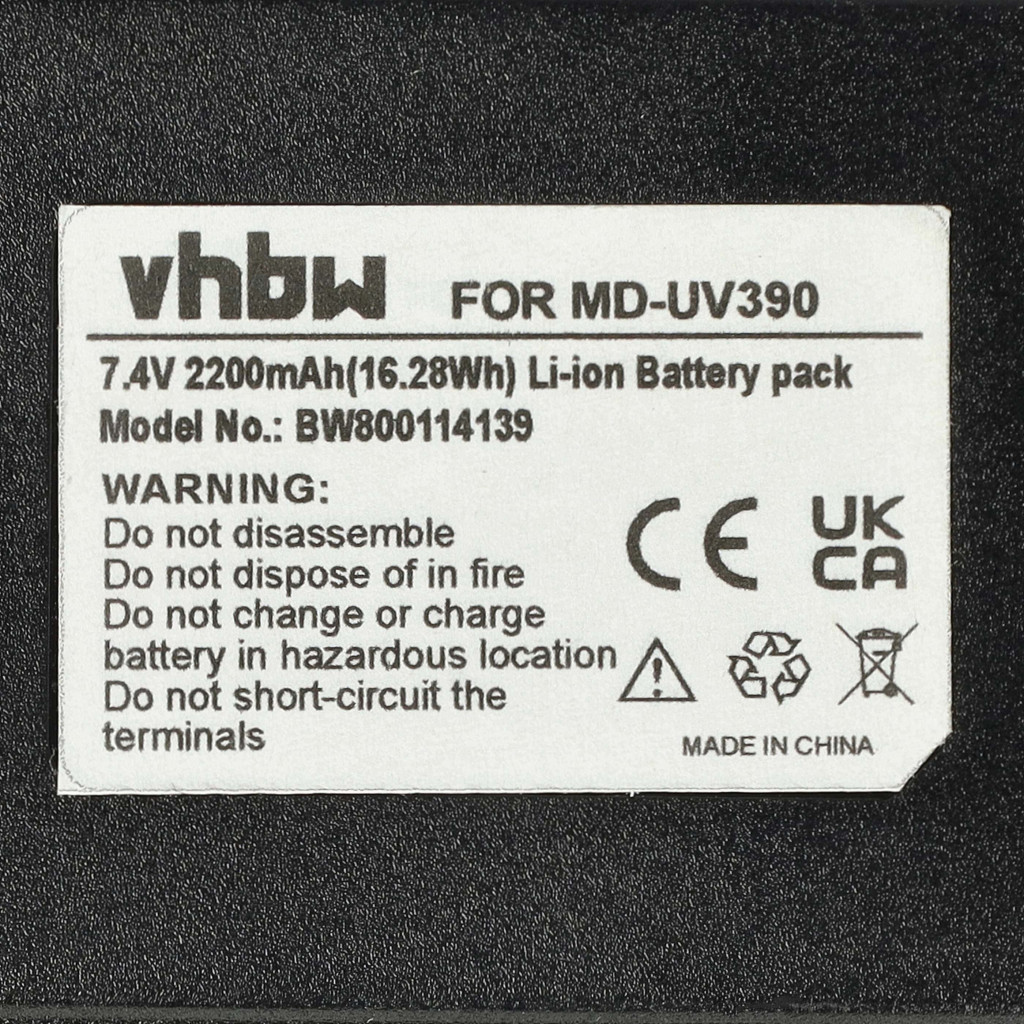 vhbw FOR MD-UV390
7.4V 2200mAh(16.28Wh) Li-ion Battery pack
Model No.: BW800114139
WARNING:
Do not disassemble
Do not dispose of in fire
Do not change or charge
battery in hazardous location
Do not short-circuit the
terminals
CE
UK
CA
MADE IN CHINA